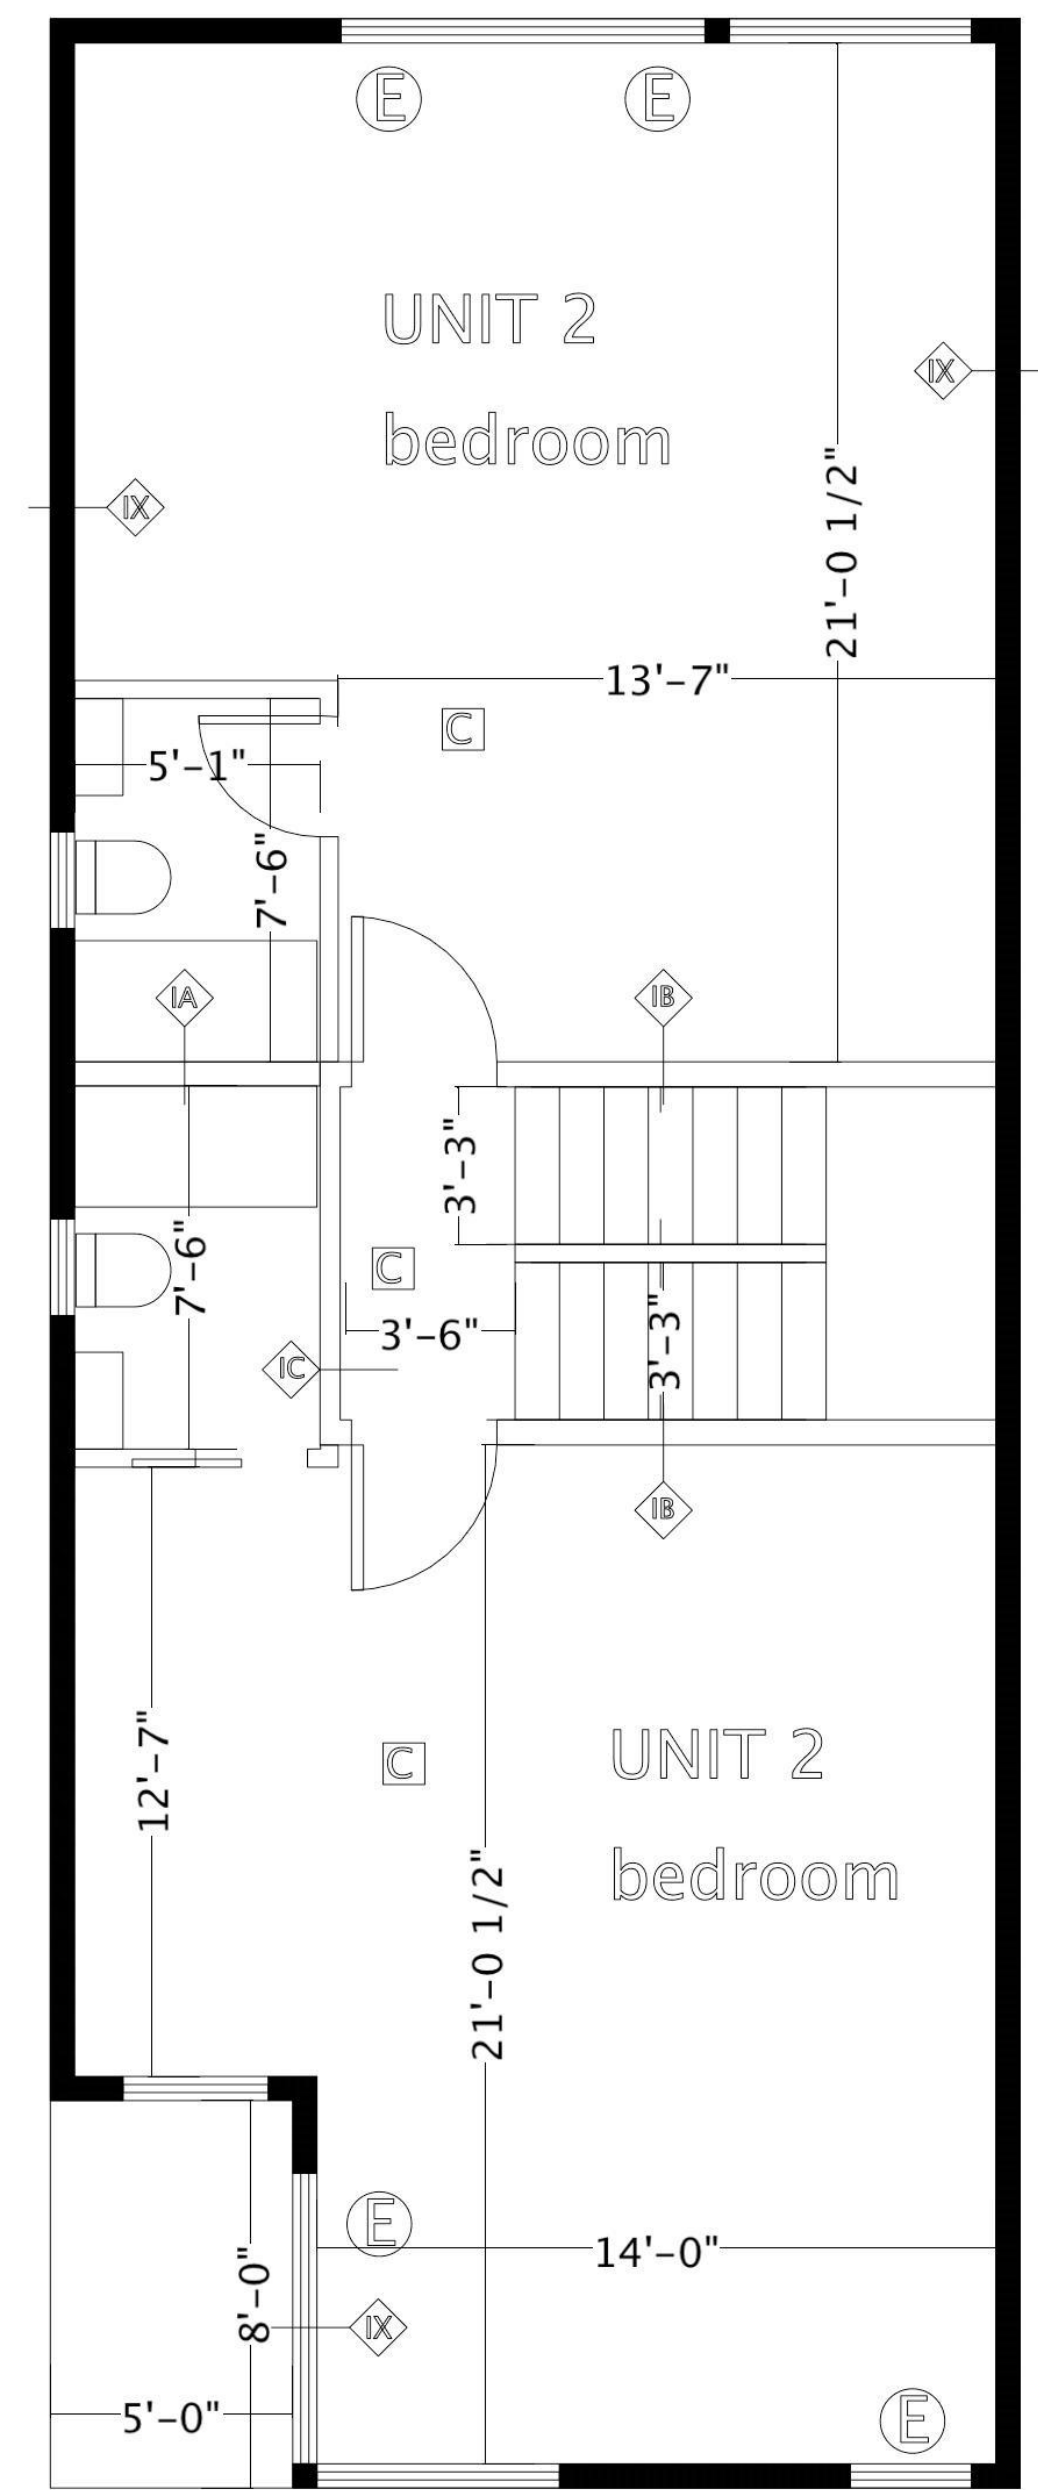 E
E
UNIT 2
bedroom
IX
IX
21'-0 1/2"
13'-7"
C
5'-1"
7'-6"
IA
IB
3'-3"
7'-6"
C
3'-6"
3'-3"
IC
IB
12'-7"
C
UNIT 2
bedroom
21'-0 1/2"
E
14'-0"
8'-0"
IX
5'-0"
E